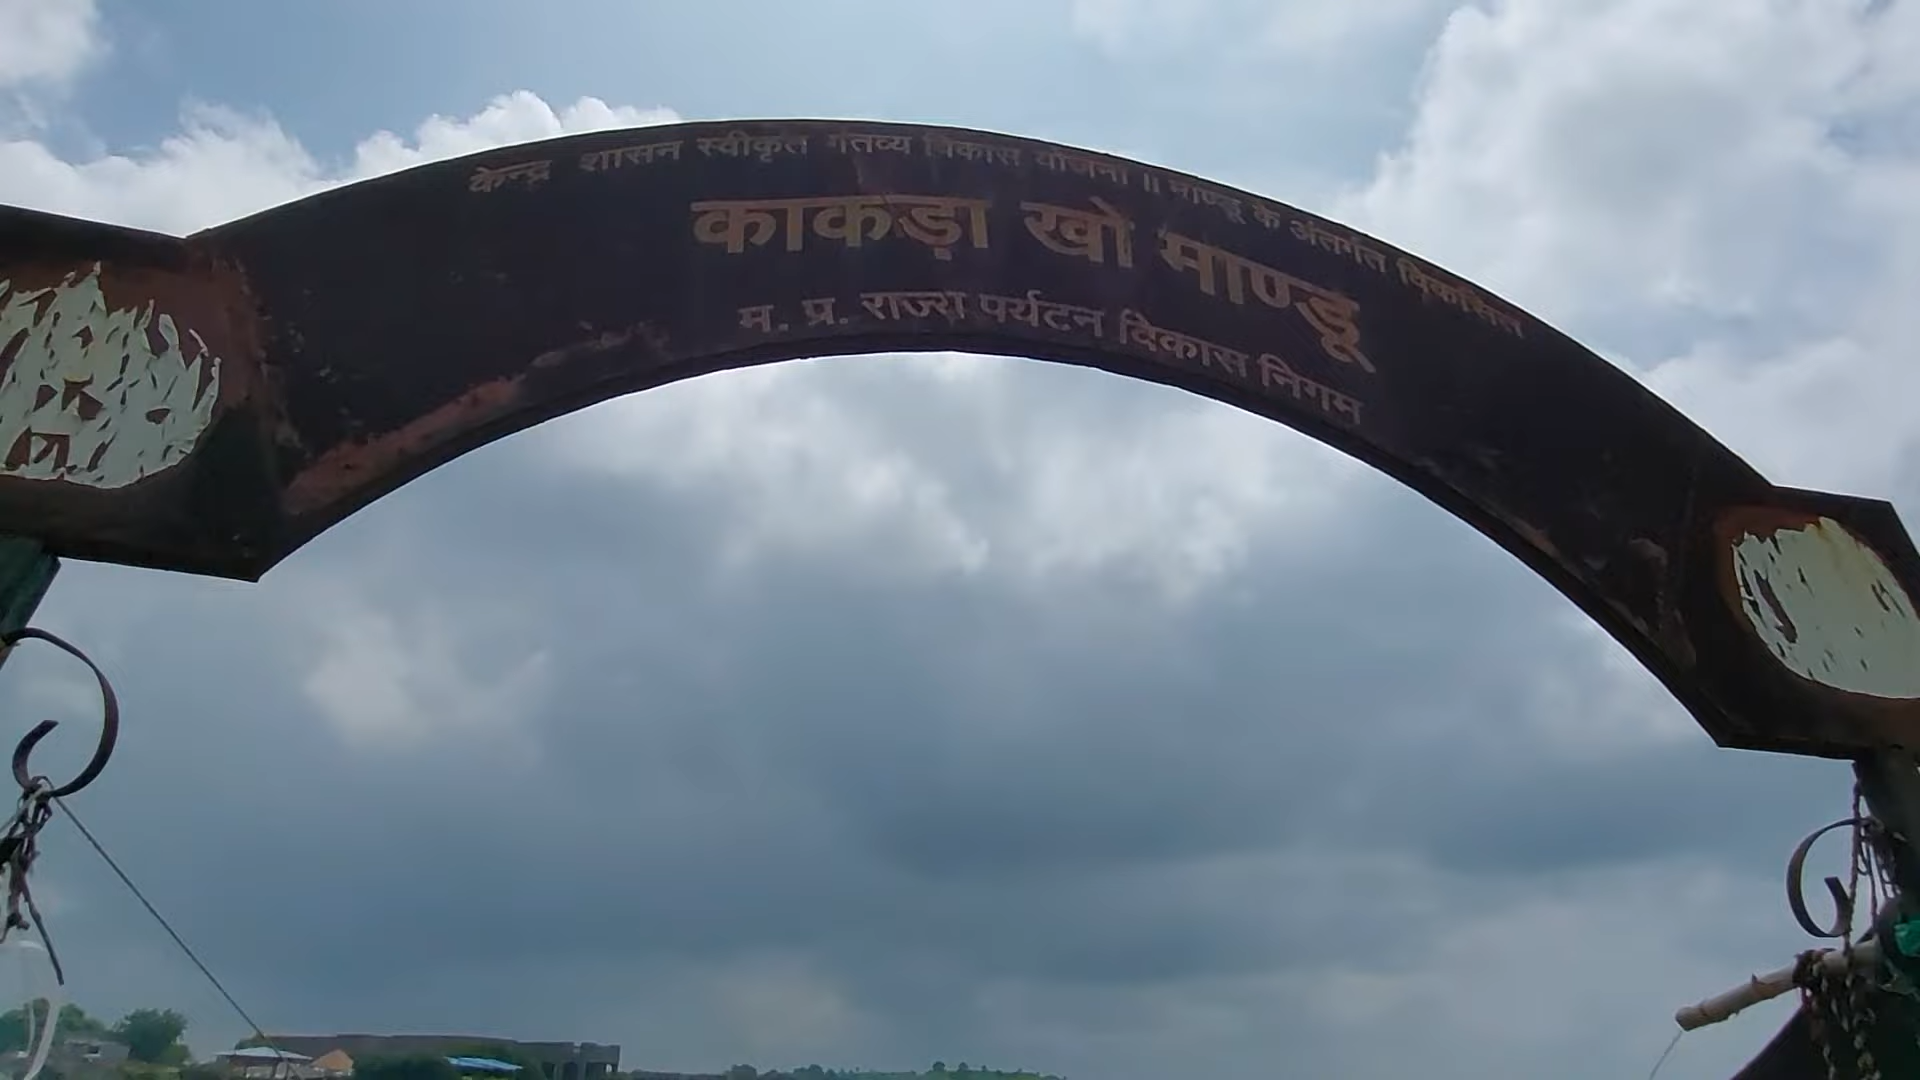 केन्द्र शासन स्वीकृत गंतव्य विकास योजना ॥ माण्डू के अंतर्गत विकसित
काकड़ा खो माण्डू
म. प्र. राज्य पर्यटन विकास निगम